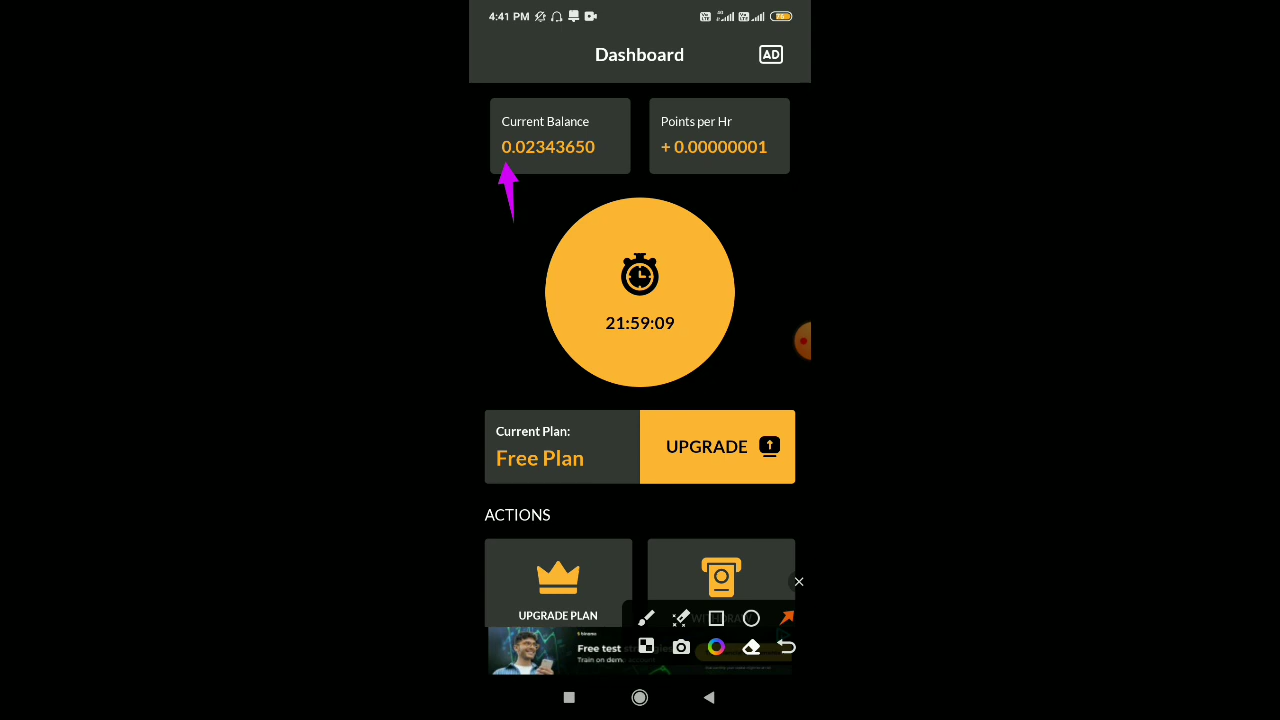 4:41 PM
Dashboard
AD
Current Balance
0.02343650
Points per Hr
+ 0.00000001
21:59:09
Current Plan:
Free Plan
UPGRADE
ACTIONS
UPGRADE PLAN
Free test
Train on demo